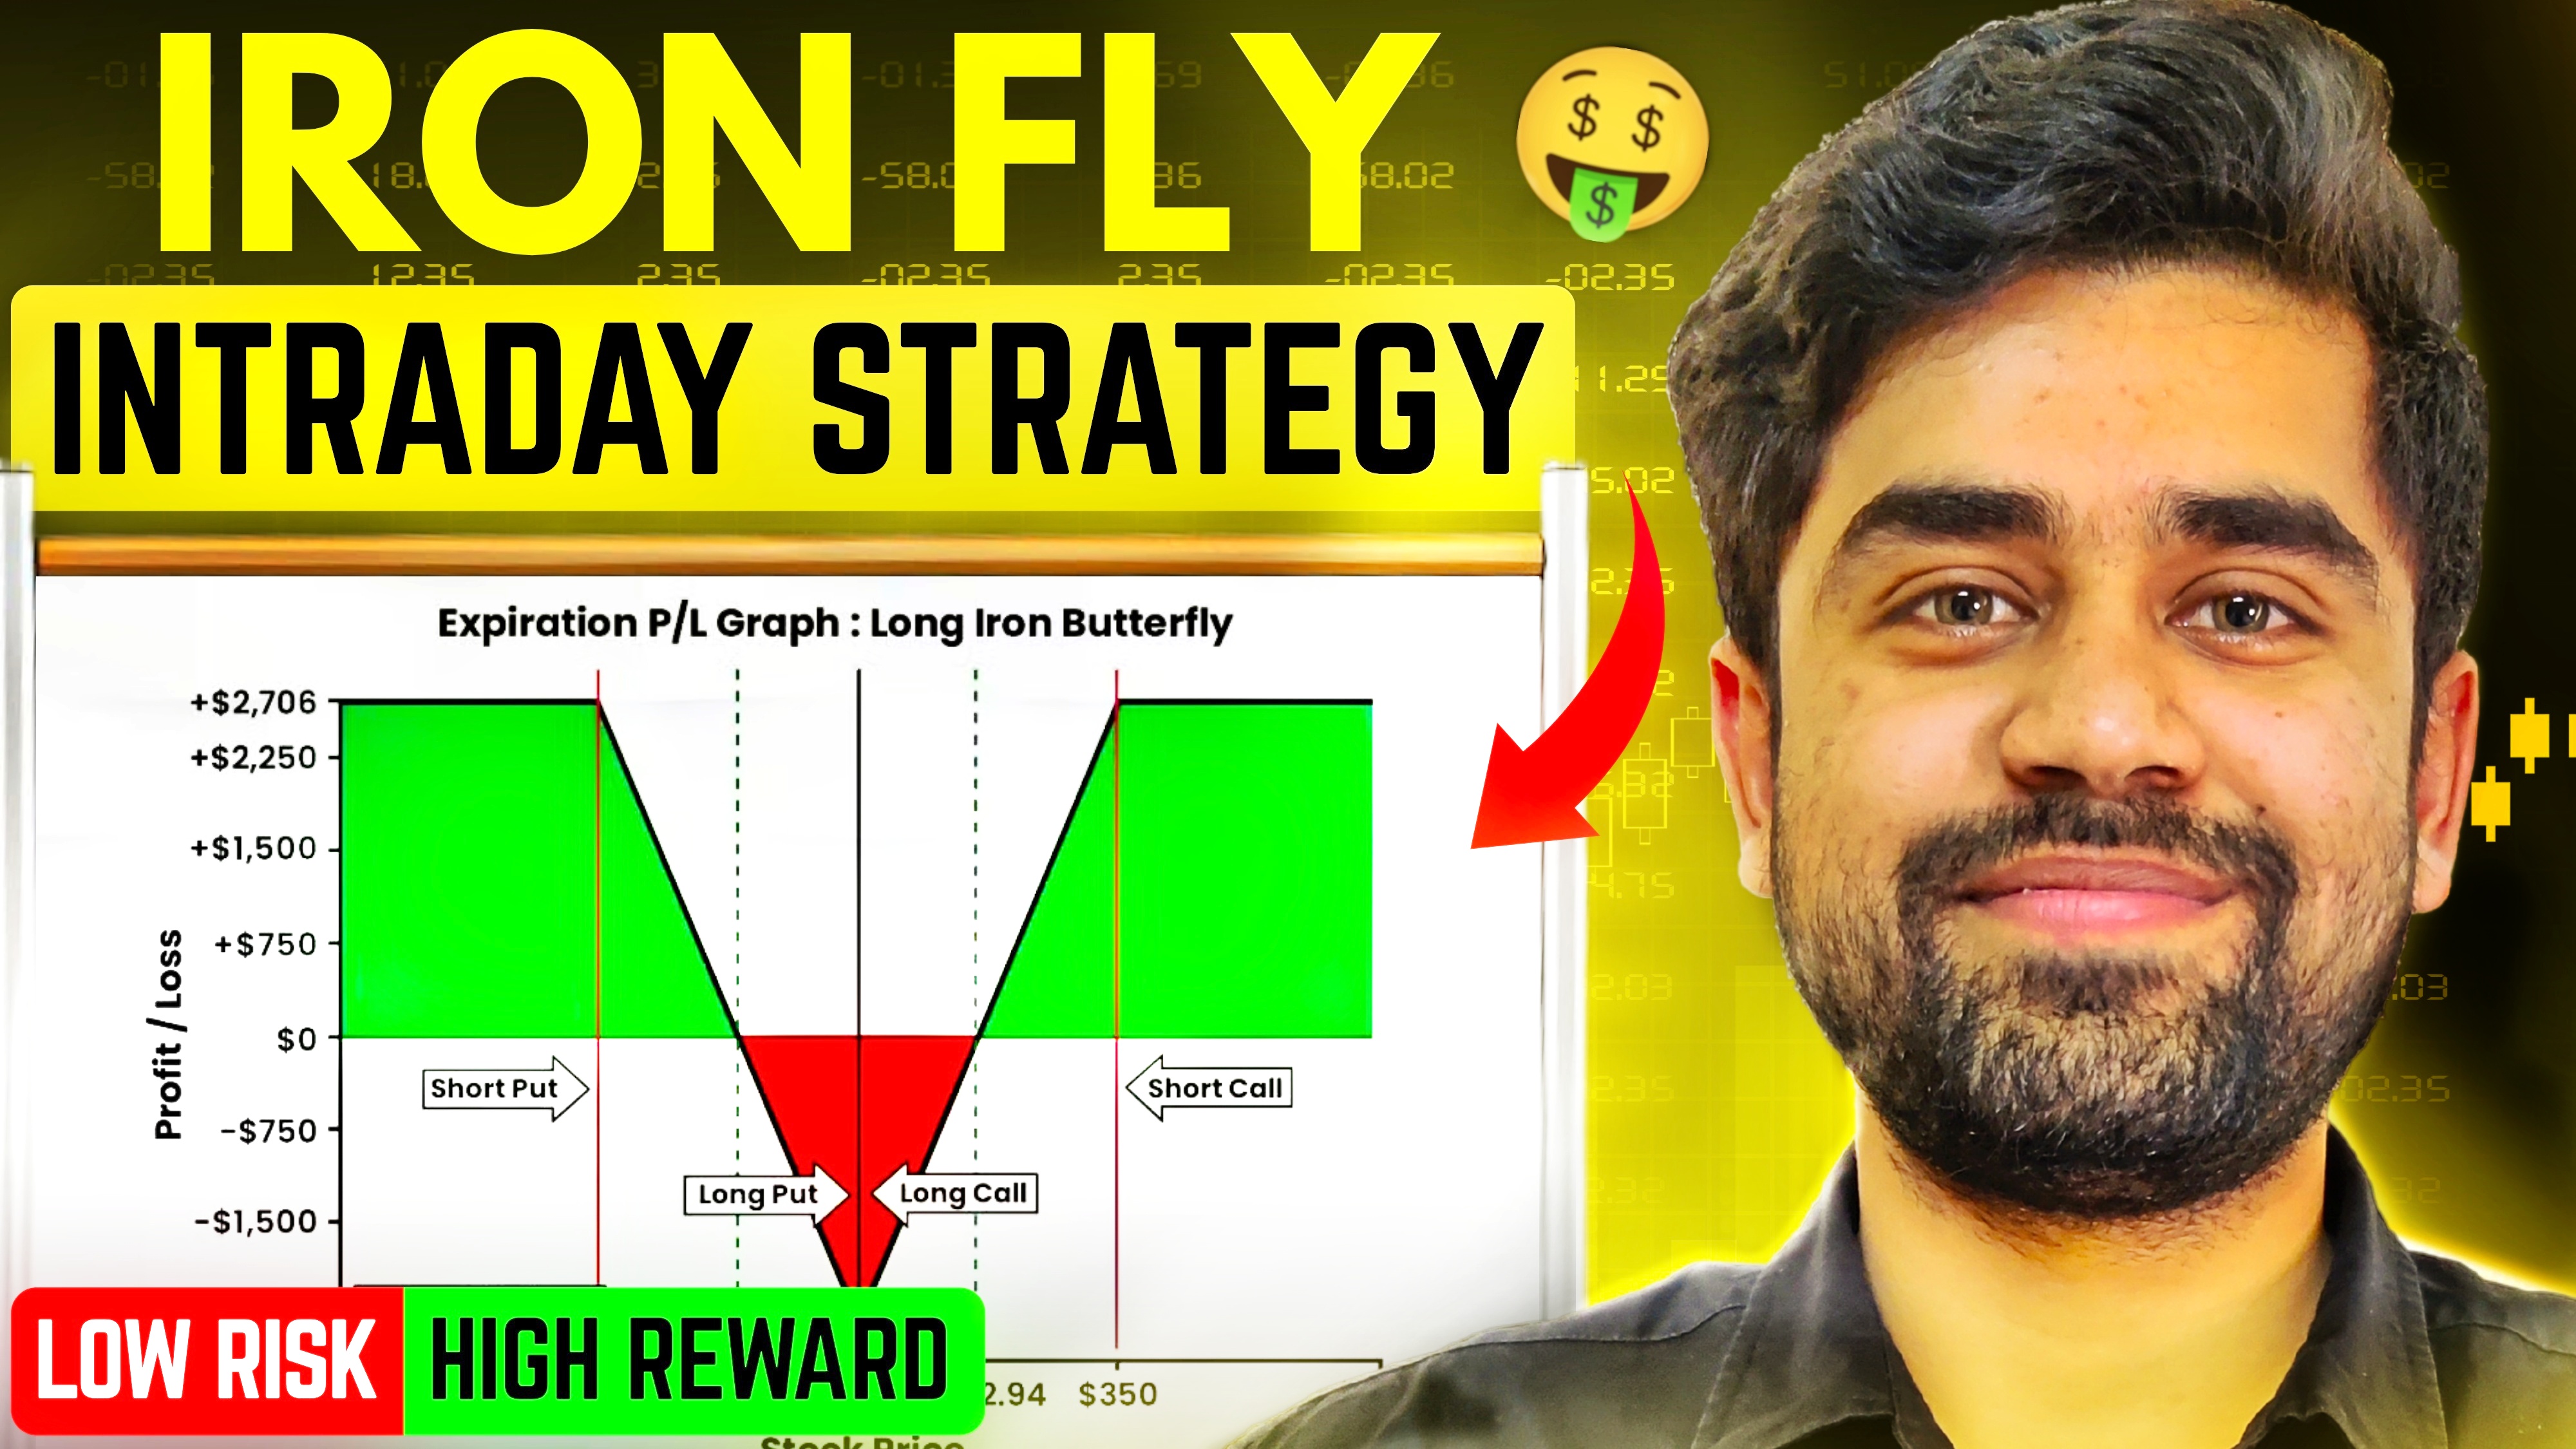 IRON FLY
INTRADAY STRATEGY
Expiration P/L Graph : Long Iron Butterfly
+$2,706
+$2,250
+$1,500
+$750
$0
-$750
-$1,500
Profit / Loss
Short Put
Short Call
Long Put
Long Call
LOW RISK
HIGH REWARD
2.94
$350
Stock Price